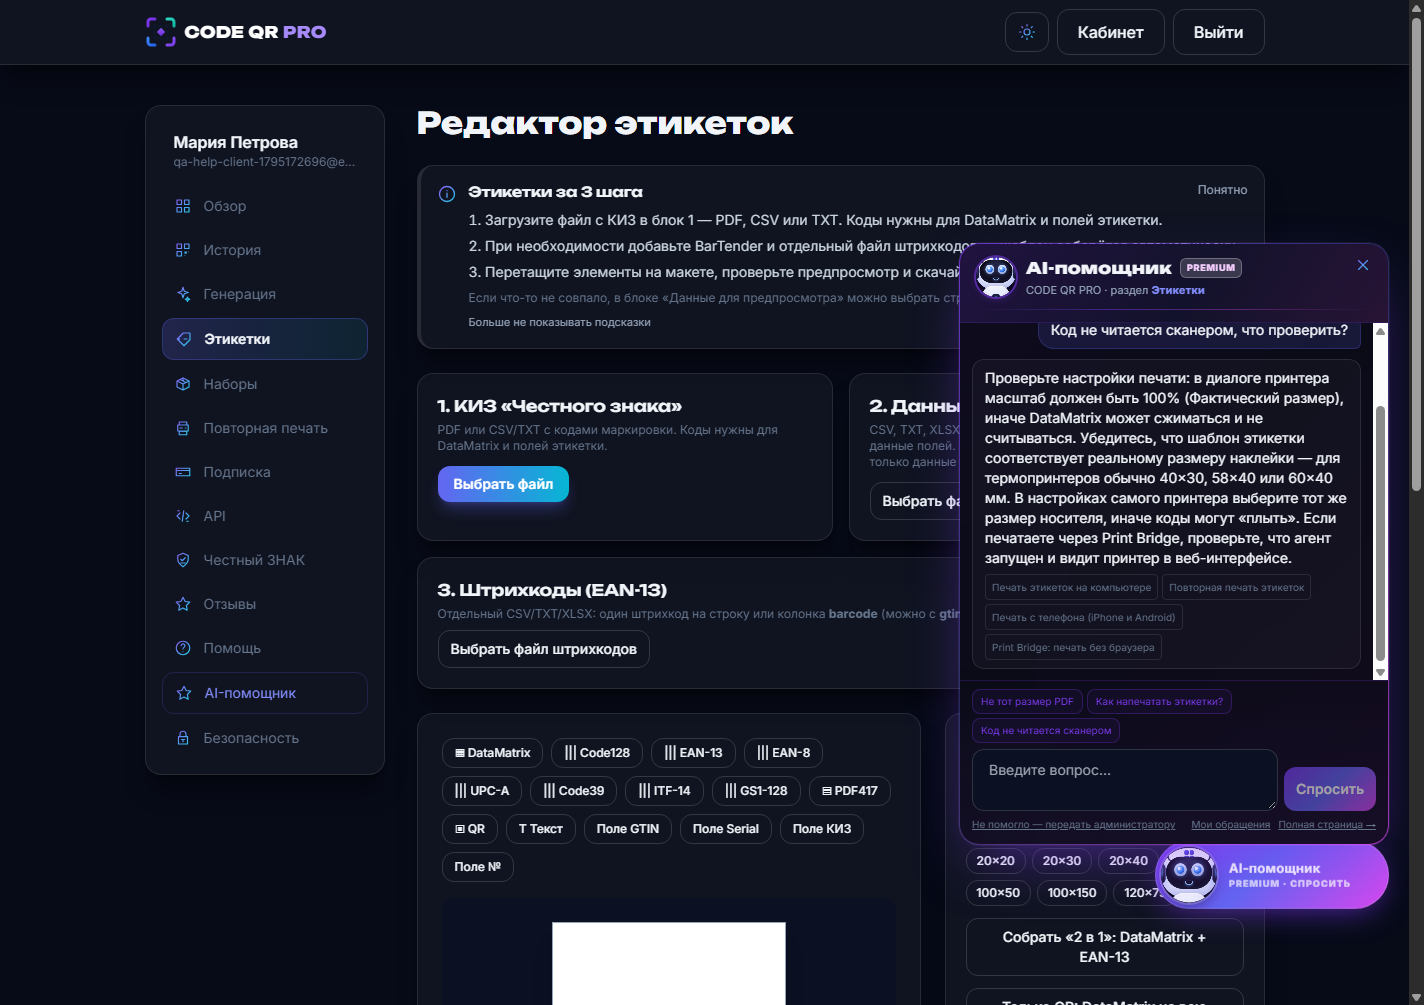 CODE QR PRO
Кабинет
Выйти
Мария Петрова
qa-help-client-1795172696@e...
Обзор
История
Генерация
Этикетки
Наборы
Повторная печать
Подписка
API
Честный ЗНАК
Отзывы
Помощь
AI-помощник
Безопасность
Редактор этикеток
Этикетки за 3 шага
Понятно
1. Загрузите файл с КИЗ в блок 1 — PDF, CSV или TXT. Коды нужны для DataMatrix и полей этикетки.
2. При необходимости добавьте BarTender и отдельный файл
3. Перетащите элементы на макете, проверьте предпросмотр и скачай
Если что-то не совпало, в блоке «Данные для предпросмотра» можно выбрать
Больше не показывать подсказки
1. КИЗ «Честного знака»
PDF или CSV/TXT с кодами маркировки. Коды нужны для
DataMatrix и полей этикетки.
Выбрать файл
2. Данны
CSV, TXT, XLSX
данные полей.
только данные
Выбрать фа
3. Штрихкоды (EAN-13)
Отдельный CSV/TXT/XLSX: один штрихкод на строку или колонка barcode (можно с gtin
Выбрать файл штрихкодов
DataMatrix
Code128
EAN-13
EAN-8
UPC-A
Code39
ITF-14
GS1-128
PDF417
QR
T Текст
Поле GTIN
Поле Serial
Поле КИЗ
Поле №
AI-помощник
PREMIUM
CODE QR PRO · раздел Этикетки
Код не читается сканером, что проверить?
Проверьте настройки печати: в диалоге принтера
масштаб должен быть 100% (Фактический размер),
иначе DataMatrix может сжиматься и не
считываться. Убедитесь, что шаблон этикетки
соответствует реальному размеру наклейки — для
термопринтеров обычно 40×30, 58×40 или 60×40
мм. В настройках самого принтера выберите тот же
размер носителя, иначе коды могут «плыть». Если
печатаете через Print Bridge, проверьте, что агент
запущен и видит принтер в веб-интерфейсе.
Печать этикеток на компьютере
Повторная печать этикеток
Печать с телефона (iPhone и Android)
Print Bridge: печать без браузера
Не тот размер PDF
Как напечатать этикетки?
Код не читается сканером
Введите вопрос...
Спросить
Не помогло — передать администратору
Мои обращения
Полная страница →
20×20
20×30
20×40
100×50
100×150
120×75
AI-помощник
PREMIUM · СПРОСИТЬ
Собрать «2 в 1»: DataMatrix +
EAN-13